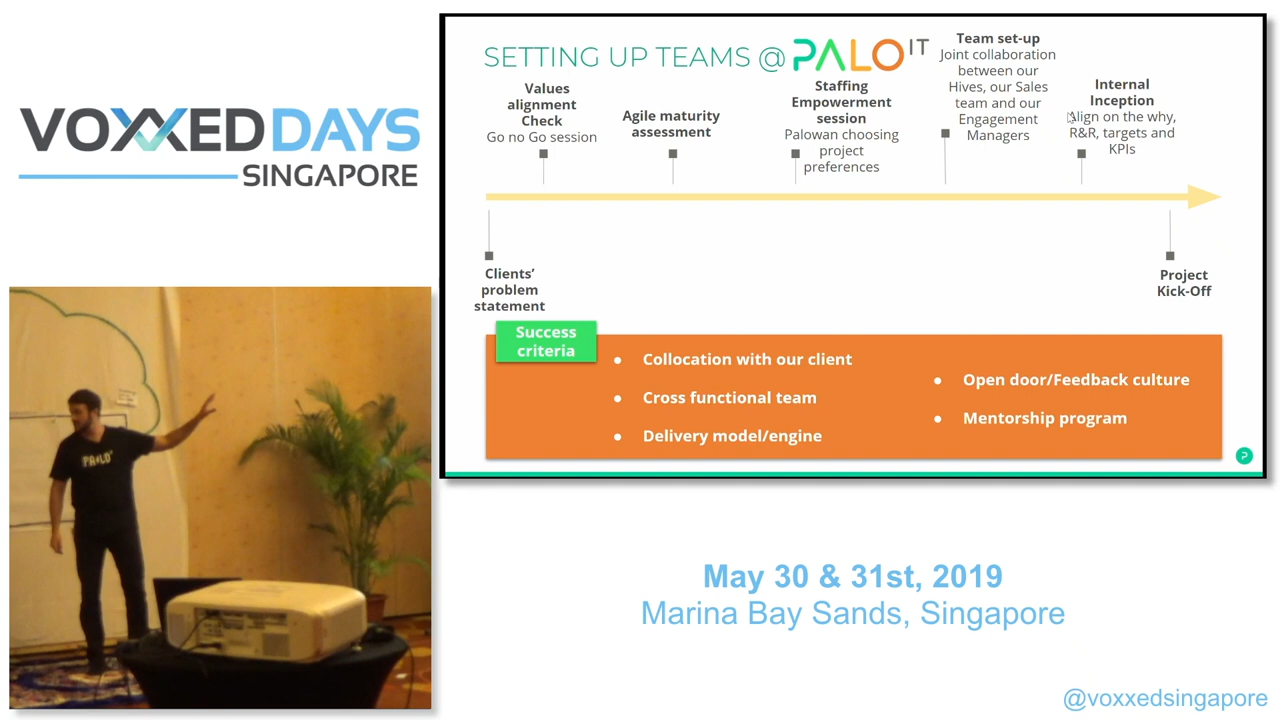 VOXXED DAYS
SINGAPORE
SETTING UP TEAMS @ PALO IT
Values
alignment
Check
Go no Go session
Agile maturity
assessment
Staffing
Empowerment
session
Palowan choosing
project
preferences
Team set-up
Joint collaboration
between our
Hives, our Sales
team and our
Engagement
Managers
Internal
Inception
Align on the why,
R&R, targets and
KPIs
Clients’
problem
statement
Project
Kick-Off
Success
criteria
● Collocation with our client
● Cross functional team
● Delivery model/engine
● Open door/Feedback culture
● Mentorship program
PALO
May 30 & 31st, 2019
Marina Bay Sands, Singapore
@voxxedsingapore